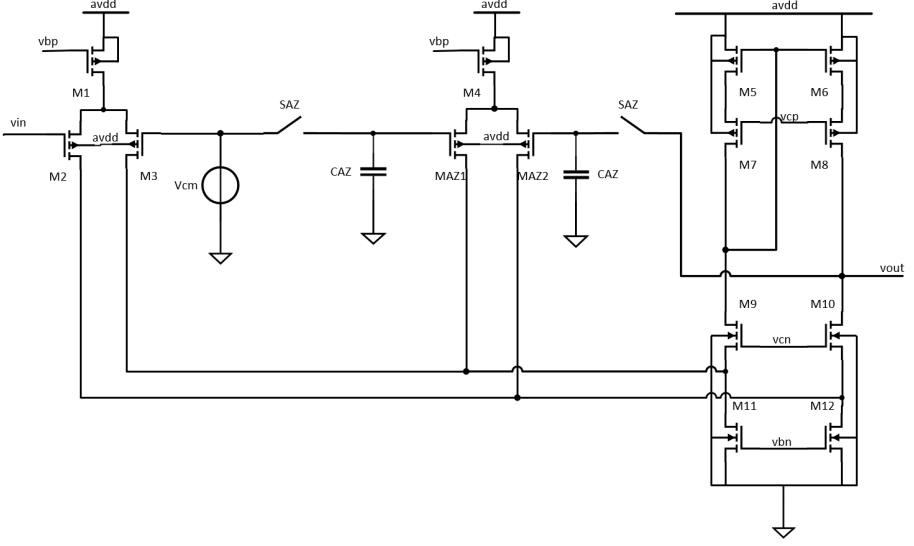 avdd
avdd
avdd
vbp
vbp
M1
M4
M5
M6
SAZ
SAZ
vin
avdd
avdd
vcp
M2
M3
Vcm
CAZ
MAZ1
MAZ2
CAZ
M7
M8
vout
M9
M10
vcn
M11
M12
vbn